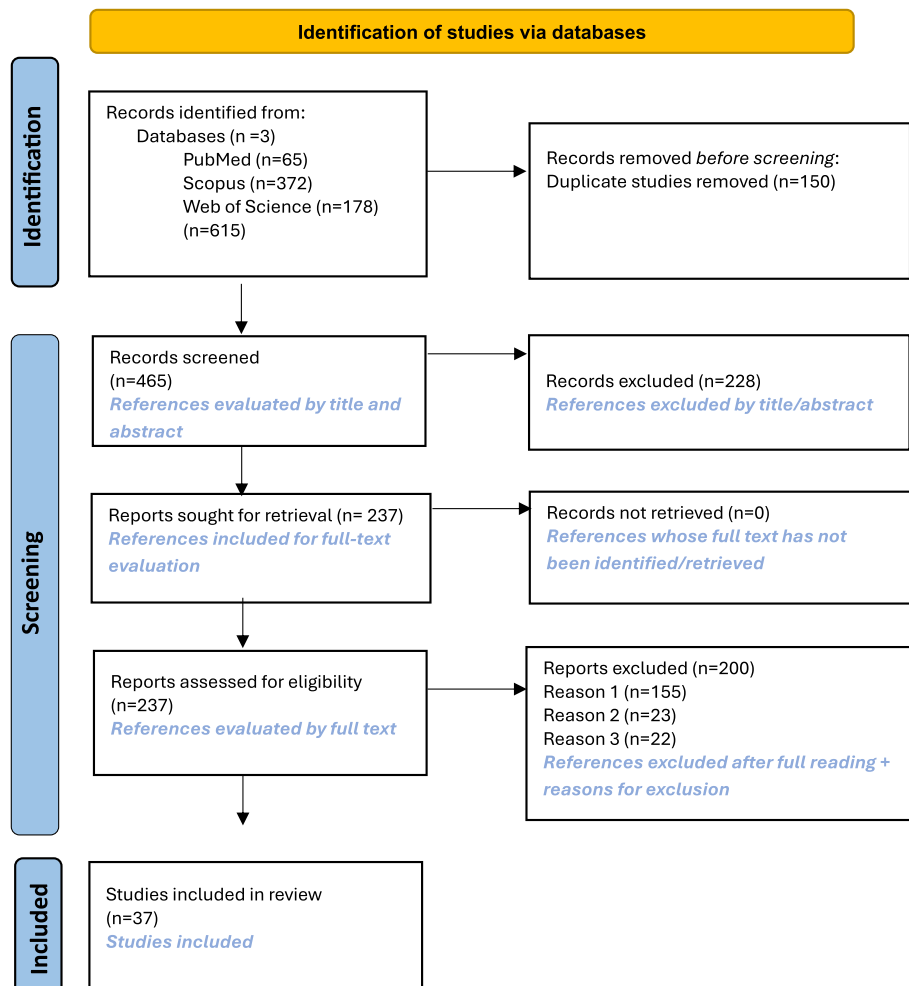 Identification of studies via databases
Identification
Records identified from:
Databases (n =3)
PubMed (n=65)
Scopus (n=372)
Web of Science (n=178)
(n=615)
Records removed before screening:
Duplicate studies removed (n=150)
Screening
Records screened
(n=465)
References evaluated by title and
abstract
Records excluded (n=228)
References excluded by title/abstract
Reports sought for retrieval (n= 237)
References included for full-text
evaluation
Records not retrieved (n=0)
References whose full text has not
been identified/retrieved
Reports assessed for eligibility
(n=237)
References evaluated by full text
Reports excluded (n=200)
Reason 1 (n=155)
Reason 2 (n=23)
Reason 3 (n=22)
References excluded after full reading +
reasons for exclusion
Included
Studies included in review
(n=37)
Studies included